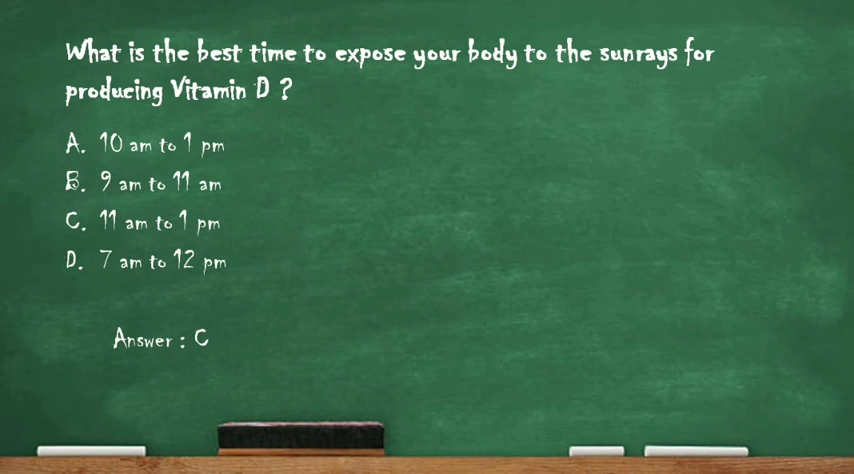 What is the best time to expose your body to the sunrays for
producing Vitamin D ?
A. 10 am to 1 pm
B. 9 am to 11 am
C. 11 am to 1 pm
D. 7 am to 12 pm
Answer : C